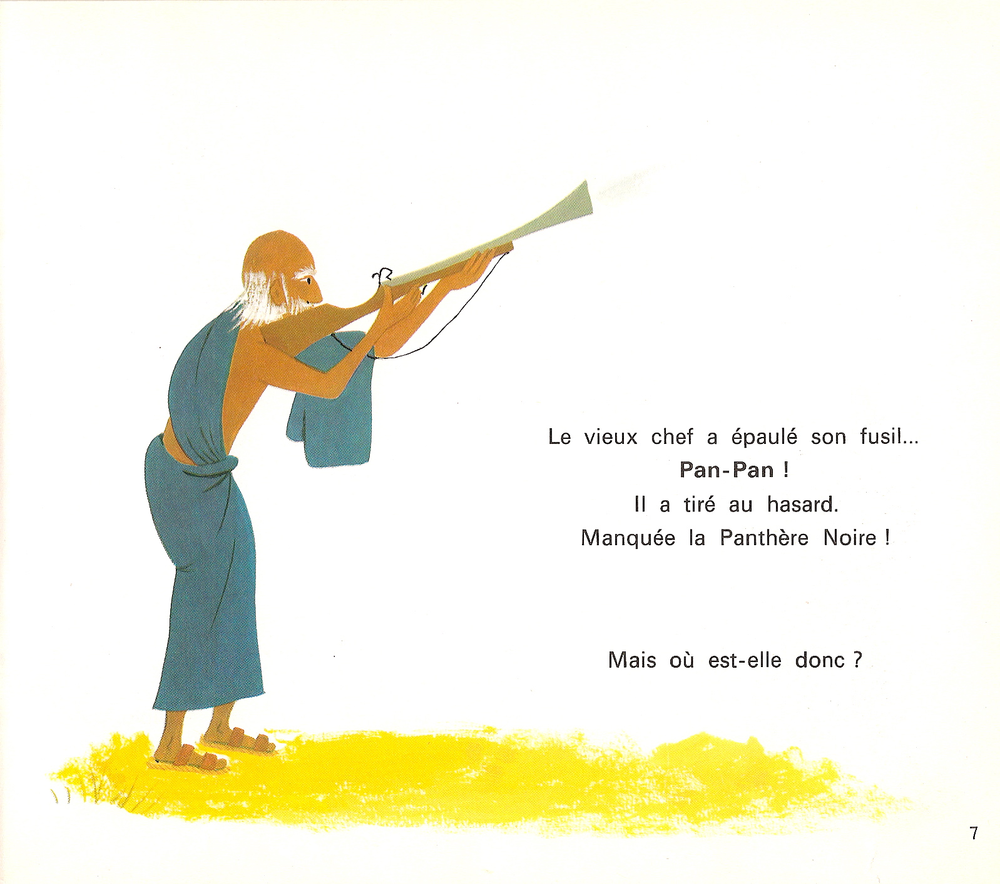 Le vieux chef a épaulé son fusil...
Pan-Pan !
Il a tiré au hasard.
Manquée la Panthère Noire !
Mais où est-elle donc ?
7